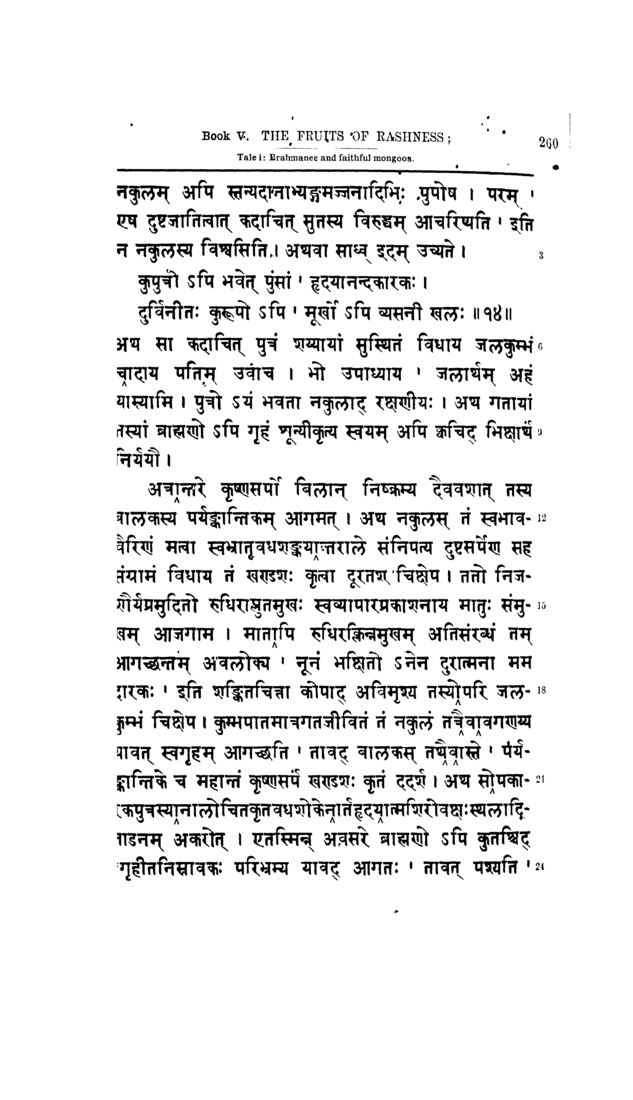 Book V. THE FRUITS OF RASHNESS;
260
Tale i: Brahmanee and faithful mongoos.
नकुलम् अपि स्तन्यदानाभ्यङ्गमज्जनादिभिः पुपोष । परम् '
एष दुष्टजातित्वात् कदाचित् सुतस्य विरुद्धम् आचरिष्यति ' इति
न नकुलस्य विश्वसिति । अथवा साध्व् इदम् उच्यते । 3
कुपुत्रो ऽपि भवेत् पुंसां ' हृदयानन्दकारकः ।
दुर्विनीतः कुरूपो ऽपि ' मूर्खो ऽपि व्यसनी खलः ॥१४॥
अथ सा कदाचित् पुत्रं शय्यायां सुस्थितं विधाय जलकुम्भं 6
चादाय पतिम् उवाच । भो उपाध्याय ' जलार्थम् अहं
यास्यामि । पुत्रो ऽयं भवता नकुलाद् रक्षणीयः । अथ गतायां
तस्यां ब्राह्मणो ऽपि गृहं शून्यीकृत्य स्वयम् अपि क्वचिद् भिक्षार्थं 9
निर्ययौ ।
अत्रान्तरे कृष्णसर्पो बिलान् निष्क्रम्य दैववशात् तस्य
बालकस्य पर्यङ्कान्तिकम् आगमत् । अथ नकुलस् तं स्वभाव- 12
वैरिणं मत्वा स्वभ्रातृवधशङ्कयान्तराले संनिपत्य दुष्टसर्पेण सह
संग्रामं विधाय तं खण्डशः कृत्वा दूरतश् चिक्षेप । ततो निज-
शौर्यप्रमुदितो रुधिराप्लुतमुखः स्वव्यापारप्रकाशनाय मातुः संमु- 15
खम् आजगाम । मातापि रुधिरक्लिन्नमुखम् अतिसंरब्धं तम्
आगच्छन्तम् अवलोक्य ' नूनं भक्षितो ऽनेन दुरात्मना मम
दारकः ' इति शङ्कितचित्ता कोपाद् अविमृश्य तस्योपरि जल- 18
कुम्भं चिक्षेप । कुम्भपातमात्रगतजीवितं तं नकुलं तत्रैवावगणय्य
यावत् स्वगृहम् आगच्छति ' तावद् बालकस् तथैवास्ते ' पर्य-
ङ्कान्तिके च महान्तं कृष्णसर्पं खण्डशः कृतं ददर्श । अथ सोपका- 21
रकपुत्रस्यानालोचितकृतवधशोकेनार्तहृदयात्मशिरोवक्षःस्थलादि-
ताडनम् अकरोत् । एतस्मिन्न् अवसरे ब्राह्मणो ऽपि कुतश्चिद्
गृहीतनिस्रावकः परिभ्रम्य यावद् आगतः ' तावत् पश्यति ' 24